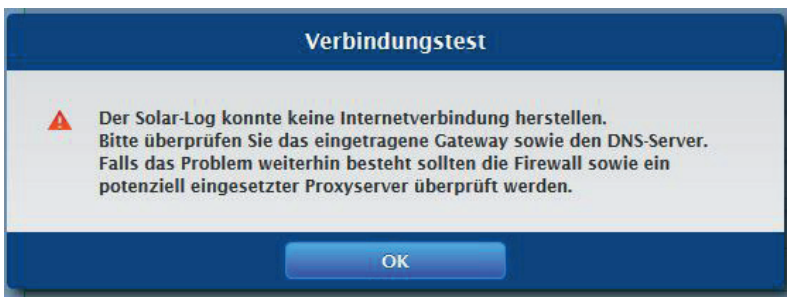 Verbindungstest
Der Solar-Log konnte keine Internetverbindung herstellen.
Bitte überprüfen Sie das eingetragene Gateway sowie den DNS-Server.
Falls das Problem weiterhin besteht sollten die Firewall sowie ein
potenziell eingesetzter Proxyserver überprüft werden.
OK